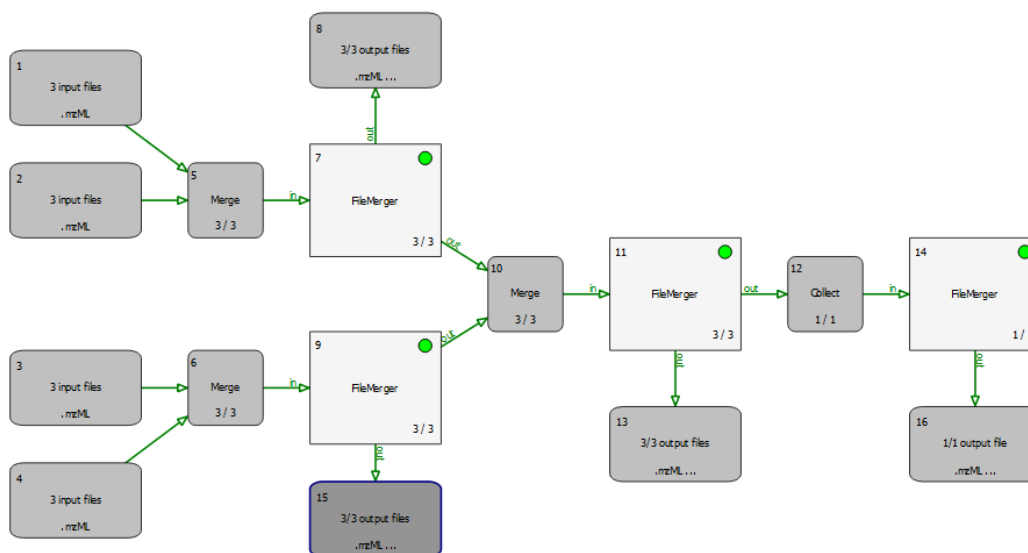 1
3 input files
.mzML
2
3 input files
.mzML
3
3 input files
.mzML
4
3 input files
.mzML
5
Merge
3 / 3
6
Merge
3 / 3
in
in
7
FileMerger
3 / 3
out
8
3/3 output files
.mzML ...
out
9
FileMerger
3 / 3
out
out
15
3/3 output files
.mzML...
10
Merge
3 / 3
in
11
FileMerger
3 / 3
out
out
13
3/3 output files
.mzML...
12
Collect
1 / 1
in
14
FileMerger
1 /
out
16
1/1 output file
.mzML...